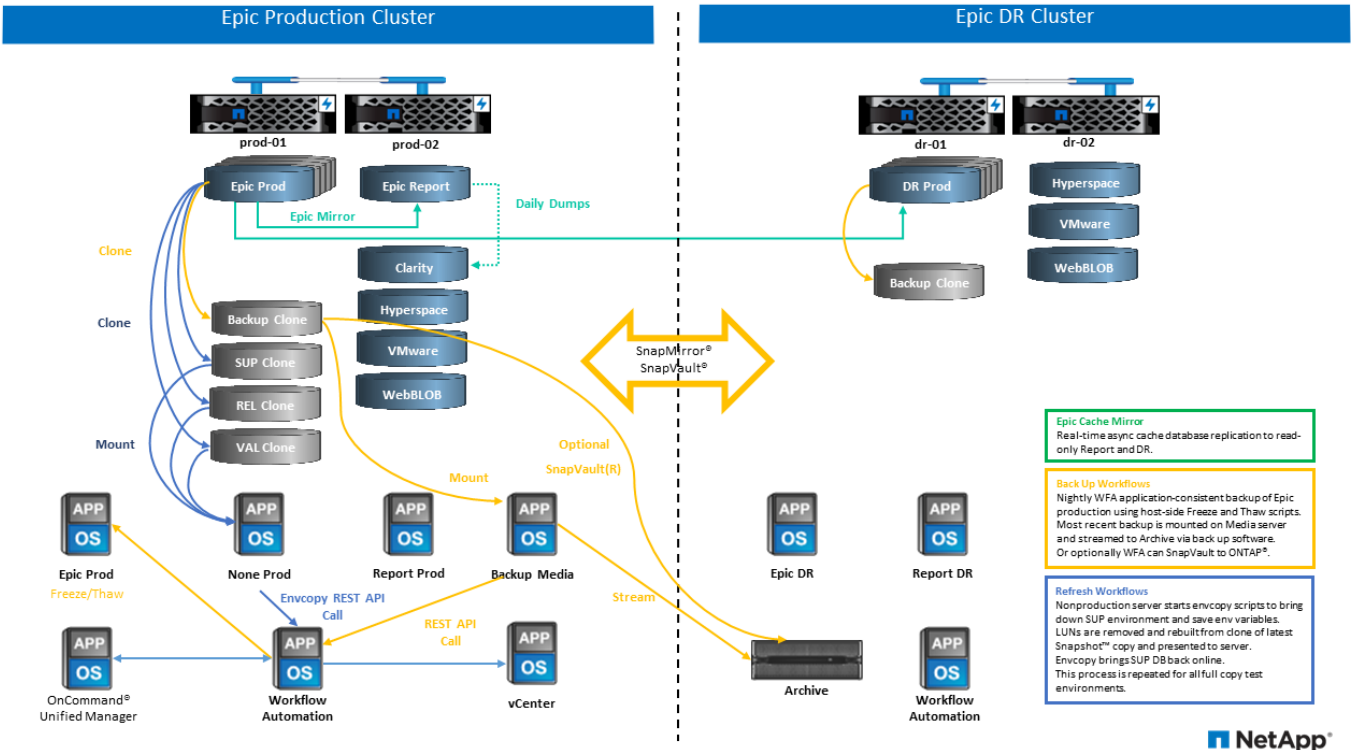 Epic Production Cluster
Epic DR Cluster
prod-01
prod-02
dr-01
dr-02
Epic Prod
Epic Report
Epic Mirror
Daily Dumps
DR Prod
Hyperspace
VMware
WebBLOB
Backup Clone
Clone
Clone
Mount
Clarity
Hyperspace
VMware
WebBLOB
Backup Clone
SUP Clone
REL Clone
VAL Clone
SnapMirror®
SnapVault®
Optional
SnapVault(R)
Mount
Epic Cache Mirror
Real-time async cache database replication to read-
only Report and DR.
Back Up Workflows
Nightly WFA application-consistent backup of Epic
production using host-side Freeze and Thaw scripts.
Most recent backup is mounted on Media server
and streamed to Archive via back up software.
Or optionally WFA can SnapVault to ONTAP®.
Refresh Workflows
Nonproduction server starts envcopy scripts to bring
down SUP environment and save env variables.
LUNs are removed and rebuilt from clone of latest
Snapshot™ copy and presented to server.
Envcopy brings SUP DB back online.
This process is repeated for all full copy test
environments.
APP
OS
Epic Prod
Freeze/Thaw
APP
OS
None Prod
APP
OS
Report Prod
APP
OS
Backup Media
APP
OS
Epic DR
APP
OS
Report DR
Envcopy REST API
Call
REST API
Call
Stream
APP
OS
OnCommand®
Unified Manager
APP
OS
Workflow
Automation
APP
OS
vCenter
Archive
APP
OS
Workflow
Automation
NetApp®